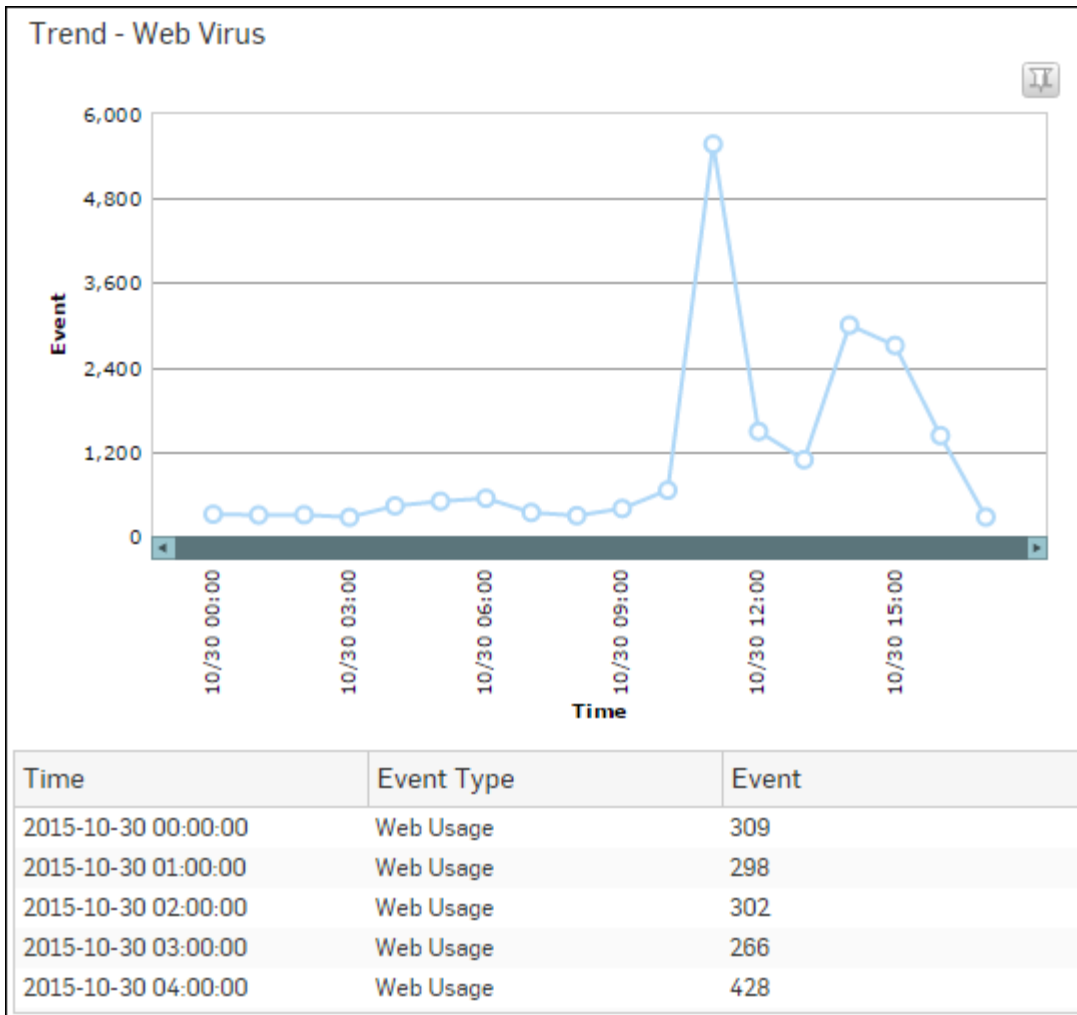 Trend - Web Virus
6,000
4,800
3,600
2,400
1,200
0
Event
10/30 00:00
10/30 03:00
10/30 06:00
10/30 09:00
10/30 12:00
10/30 15:00
Time
Time Event Type Event
2015-10-30 00:00:00 Web Usage 309
2015-10-30 01:00:00 Web Usage 298
2015-10-30 02:00:00 Web Usage 302
2015-10-30 03:00:00 Web Usage 266
2015-10-30 04:00:00 Web Usage 428